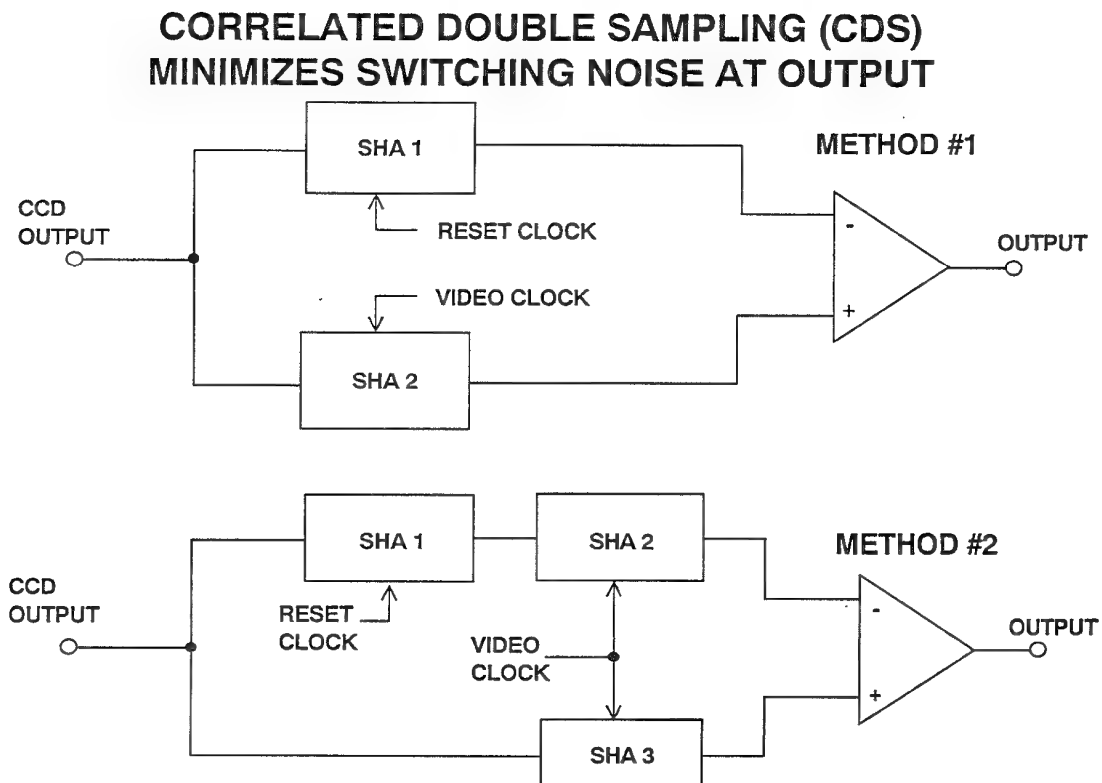 CORRELATED DOUBLE SAMPLING (CDS)
MINIMIZES SWITCHING NOISE AT OUTPUT
METHOD #1
SHA 1
CCD
OUTPUT
RESET CLOCK
-
OUTPUT
VIDEO CLOCK
+
SHA 2
SHA 1
SHA 2
METHOD #2
CCD
OUTPUT
RESET
CLOCK
-
VIDEO
CLOCK
OUTPUT
+
SHA 3